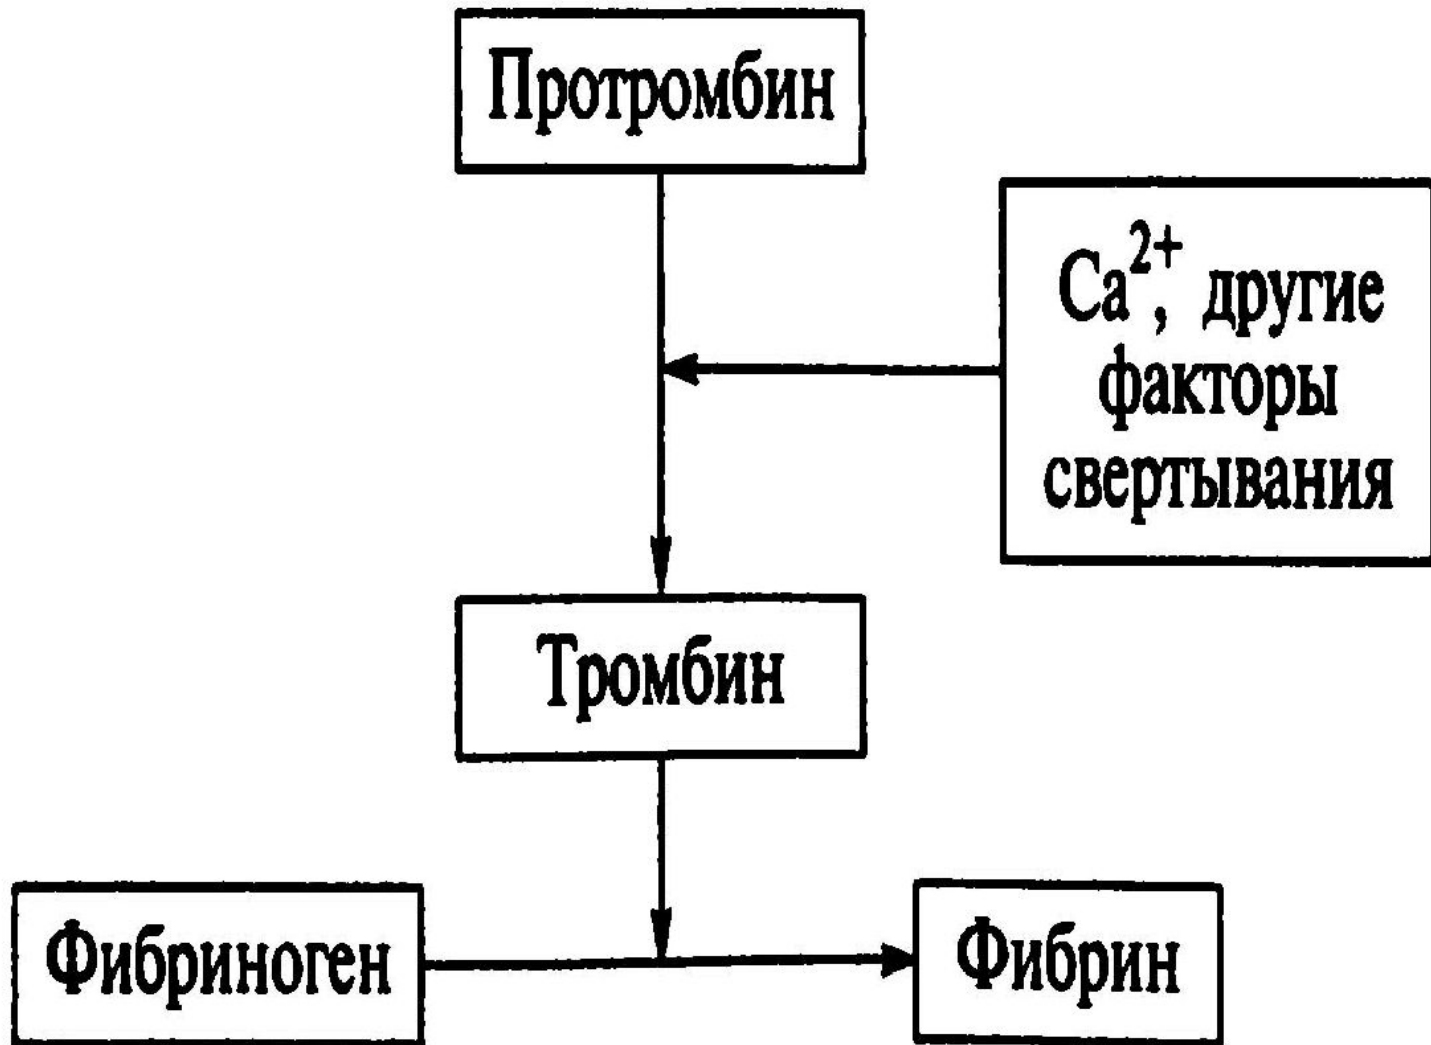 Протромбин
Ca²⁺, другие
факторы
свертывания
Тромбин
Фибриноген
Фибрин